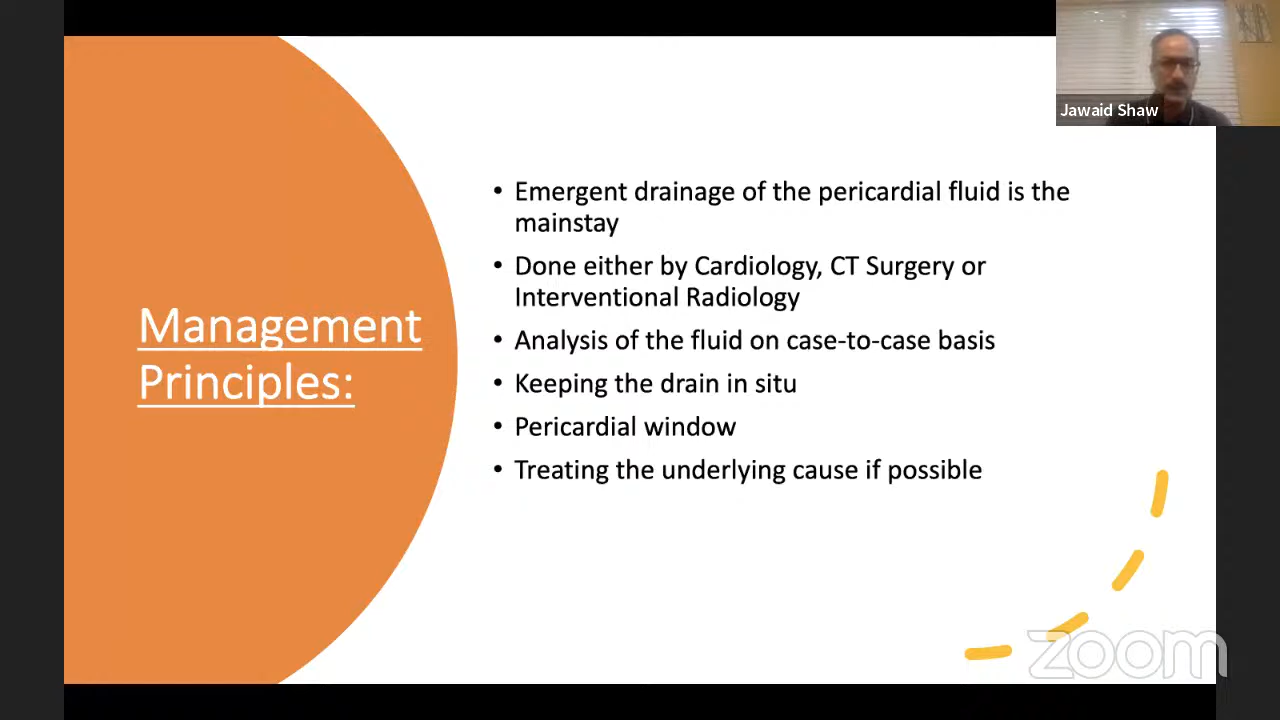 Jawaid Shaw
Management
Principles:
• Emergent drainage of the pericardial fluid is the
mainstay
• Done either by Cardiology, CT Surgery or
Interventional Radiology
• Analysis of the fluid on case-to-case basis
• Keeping the drain in situ
• Pericardial window
• Treating the underlying cause if possible
zoom